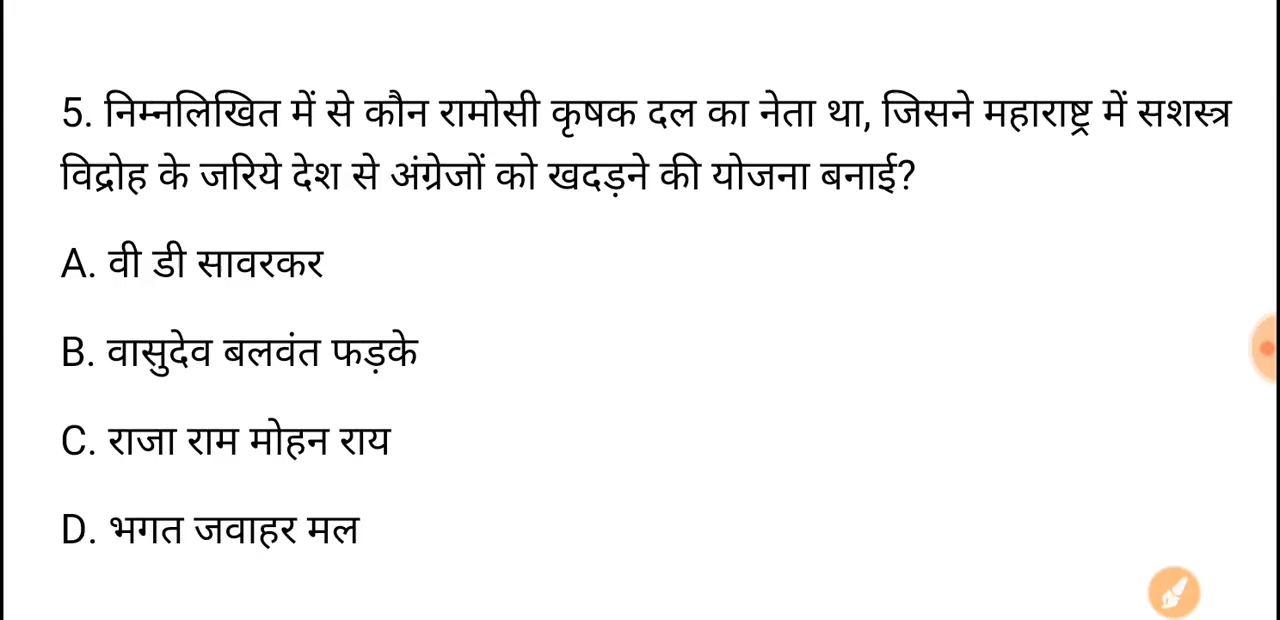 5. निम्नलिखित में से कौन रामोसी कृषक दल का नेता था, जिसने महाराष्ट्र में सशस्त्र
विद्रोह के जरिये देश से अंग्रेजों को खदड़ने की योजना बनाई?
A. वी डी सावरकर
B. वासुदेव बलवंत फड़के
C. राजा राम मोहन राय
D. भगत जवाहर मल